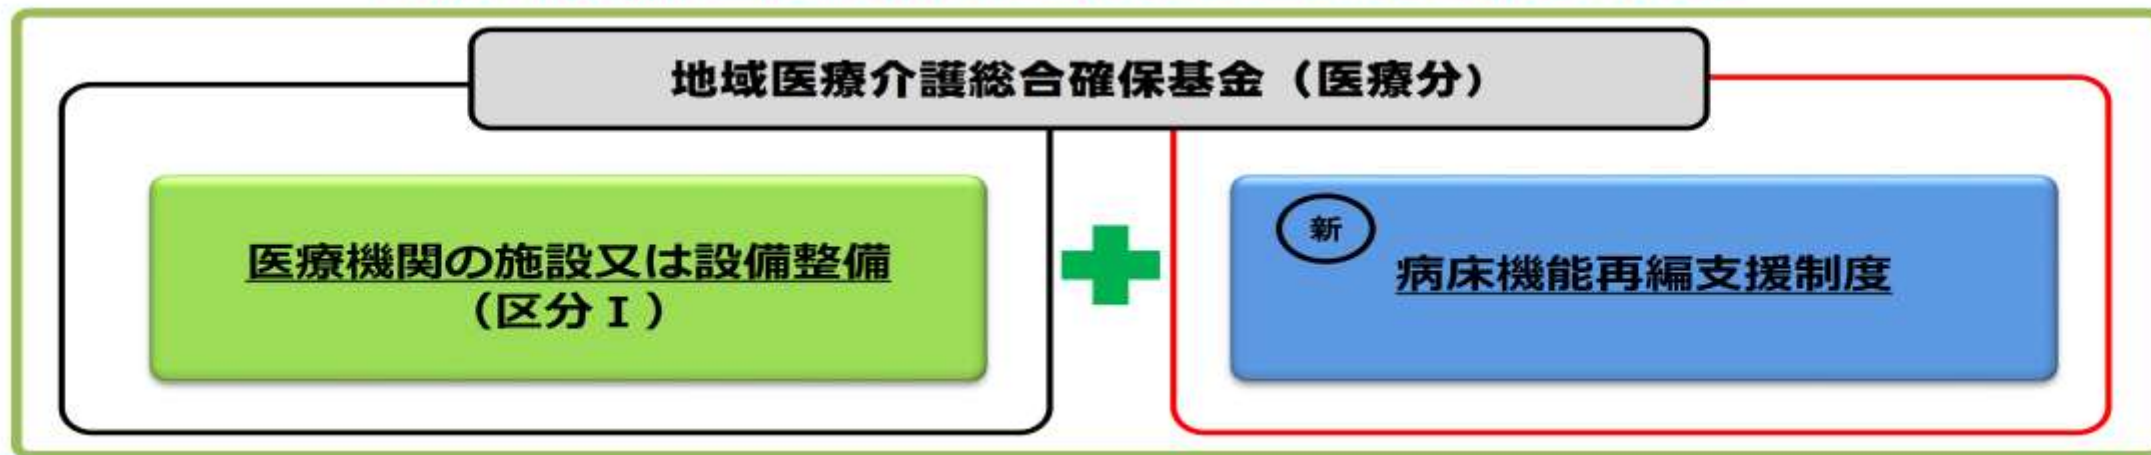 地域医療介護総合確保基金（医療分）
医療機関の施設又は設備整備
（区分Ⅰ）
新
病床機能再編支援制度